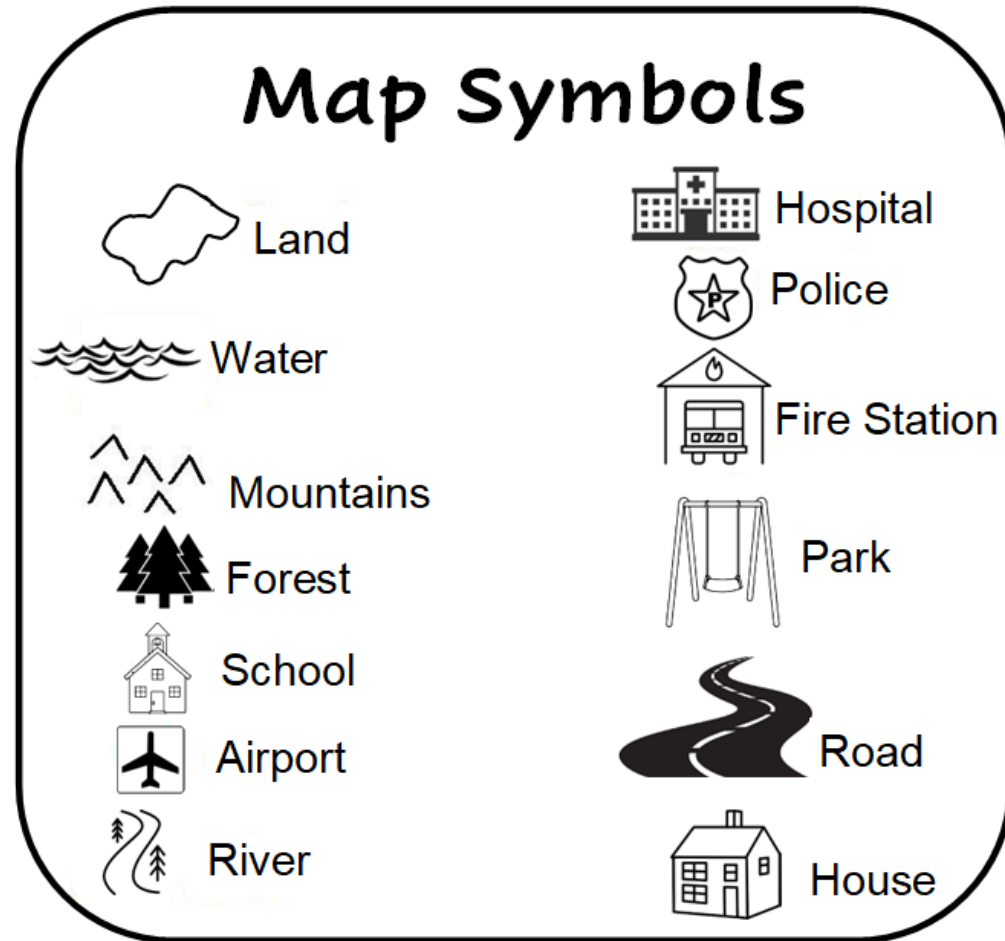 Map Symbols
Land
Water
Mountains
Forest
School
Airport
River
Hospital
P
Police
Fire Station
Park
Road
House